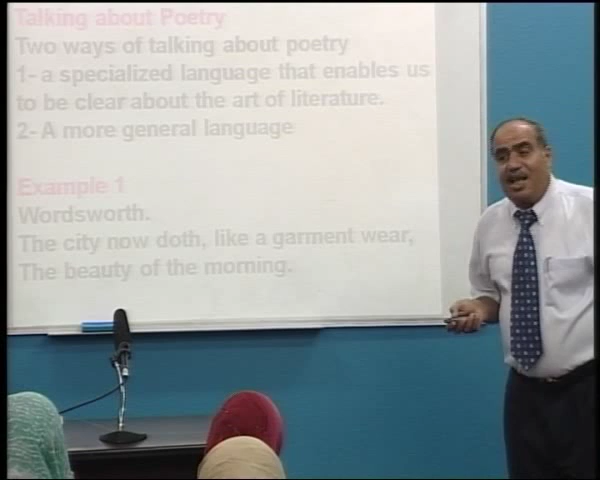 Talking about Poetry
Two ways of talking about poetry
1- a specialized language that enables us
to be clear about the art of literature.
2- A more general language
Example 1
Wordsworth.
The city now doth, like a garment wear,
The beauty of the morning.